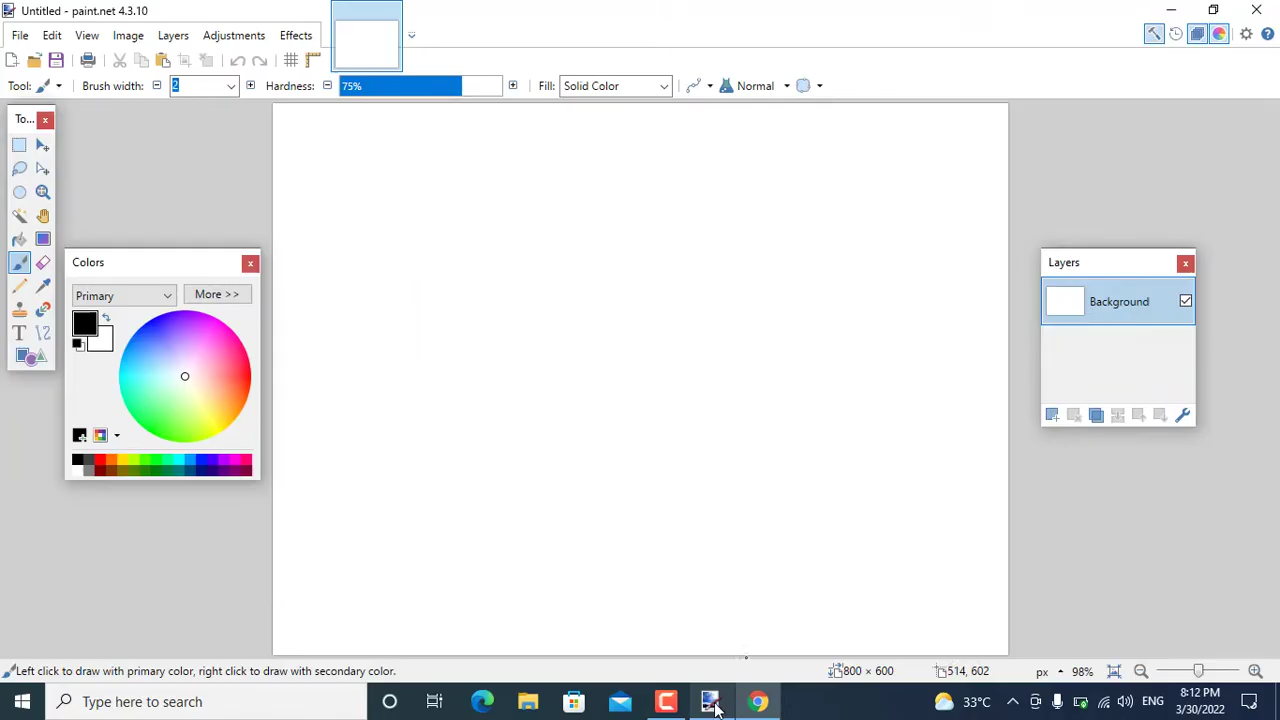 Untitled - paint.net 4.3.10
File Edit View Image Layers Adjustments Effects
Tool: Brush width: 2 Hardness: 75% Fill: Solid Color Normal
To...
Colors
Primary More >>
Layers
Background
Left click to draw with primary color, right click to draw with secondary color. 800 × 600 514, 602 px 98%
Type here to search 33°C ENG 8:12 PM
3/30/2022